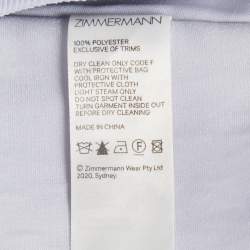 ZIMMERMANN
100% POLYESTER
EXCLUSIVE OF TRIMS
DRY CLEAN ONLY CODE F
WITH PROTECTIVE BAG
COOL IRON WITH
PROTECTIVE CLOTH
LIGHT STEAM ONLY
DO NOT SPOT CLEAN
TURN GARMENT INSIDE OUT
BEFORE DRY CLEANING
MADE IN CHINA
F
© Zimmermann Wear Pty Ltd
2020, Sydney